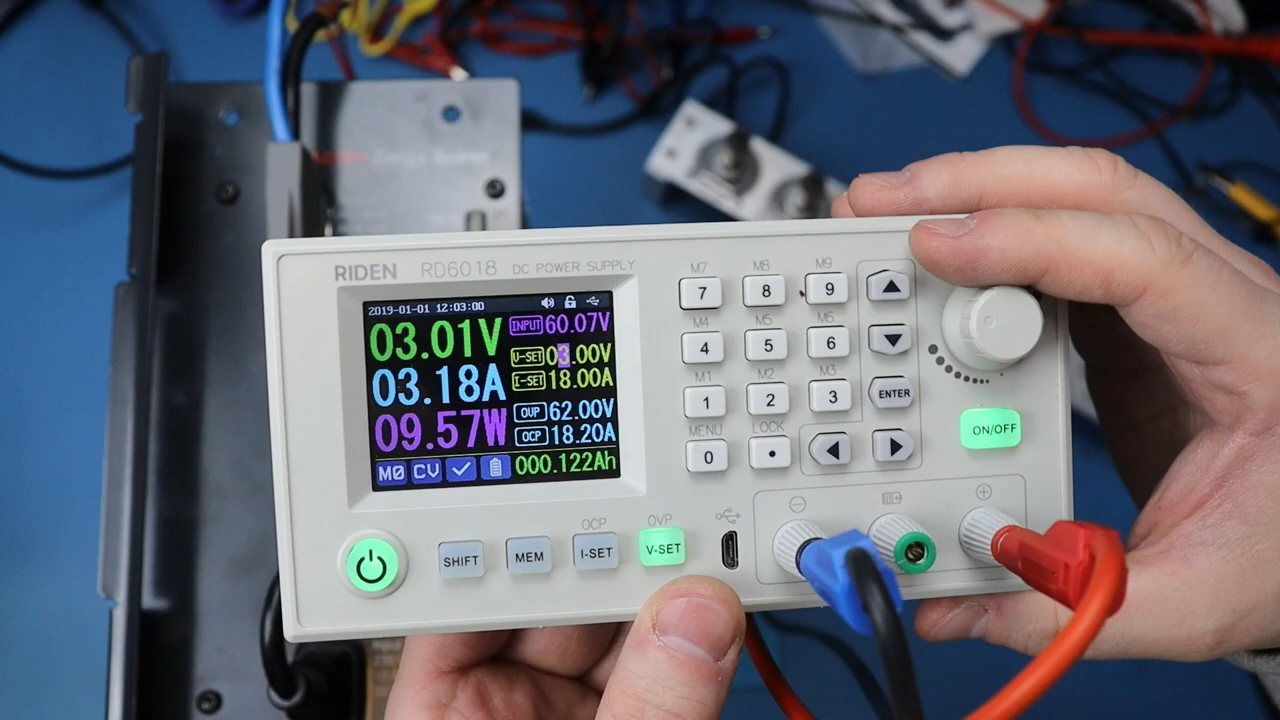 RIDEN RD6018 DC POWER SUPPLY
2019-01-01 12:03:00
03.01V
INPUT 60.07V
V-SET 03.00V
03.18A
I-SET 18.00A
OVP 62.00V
09.57W
OCP 18.20A
M0 CV 000.122Ah
M7 M8 M9
7 8 9
M4 M5 M6
4 5 6
M1 M2 M3
1 2 3 ENTER
MENU LOCK
0 .
ON/OFF
OCP OVP
SHIFT MEM I-SET V-SET